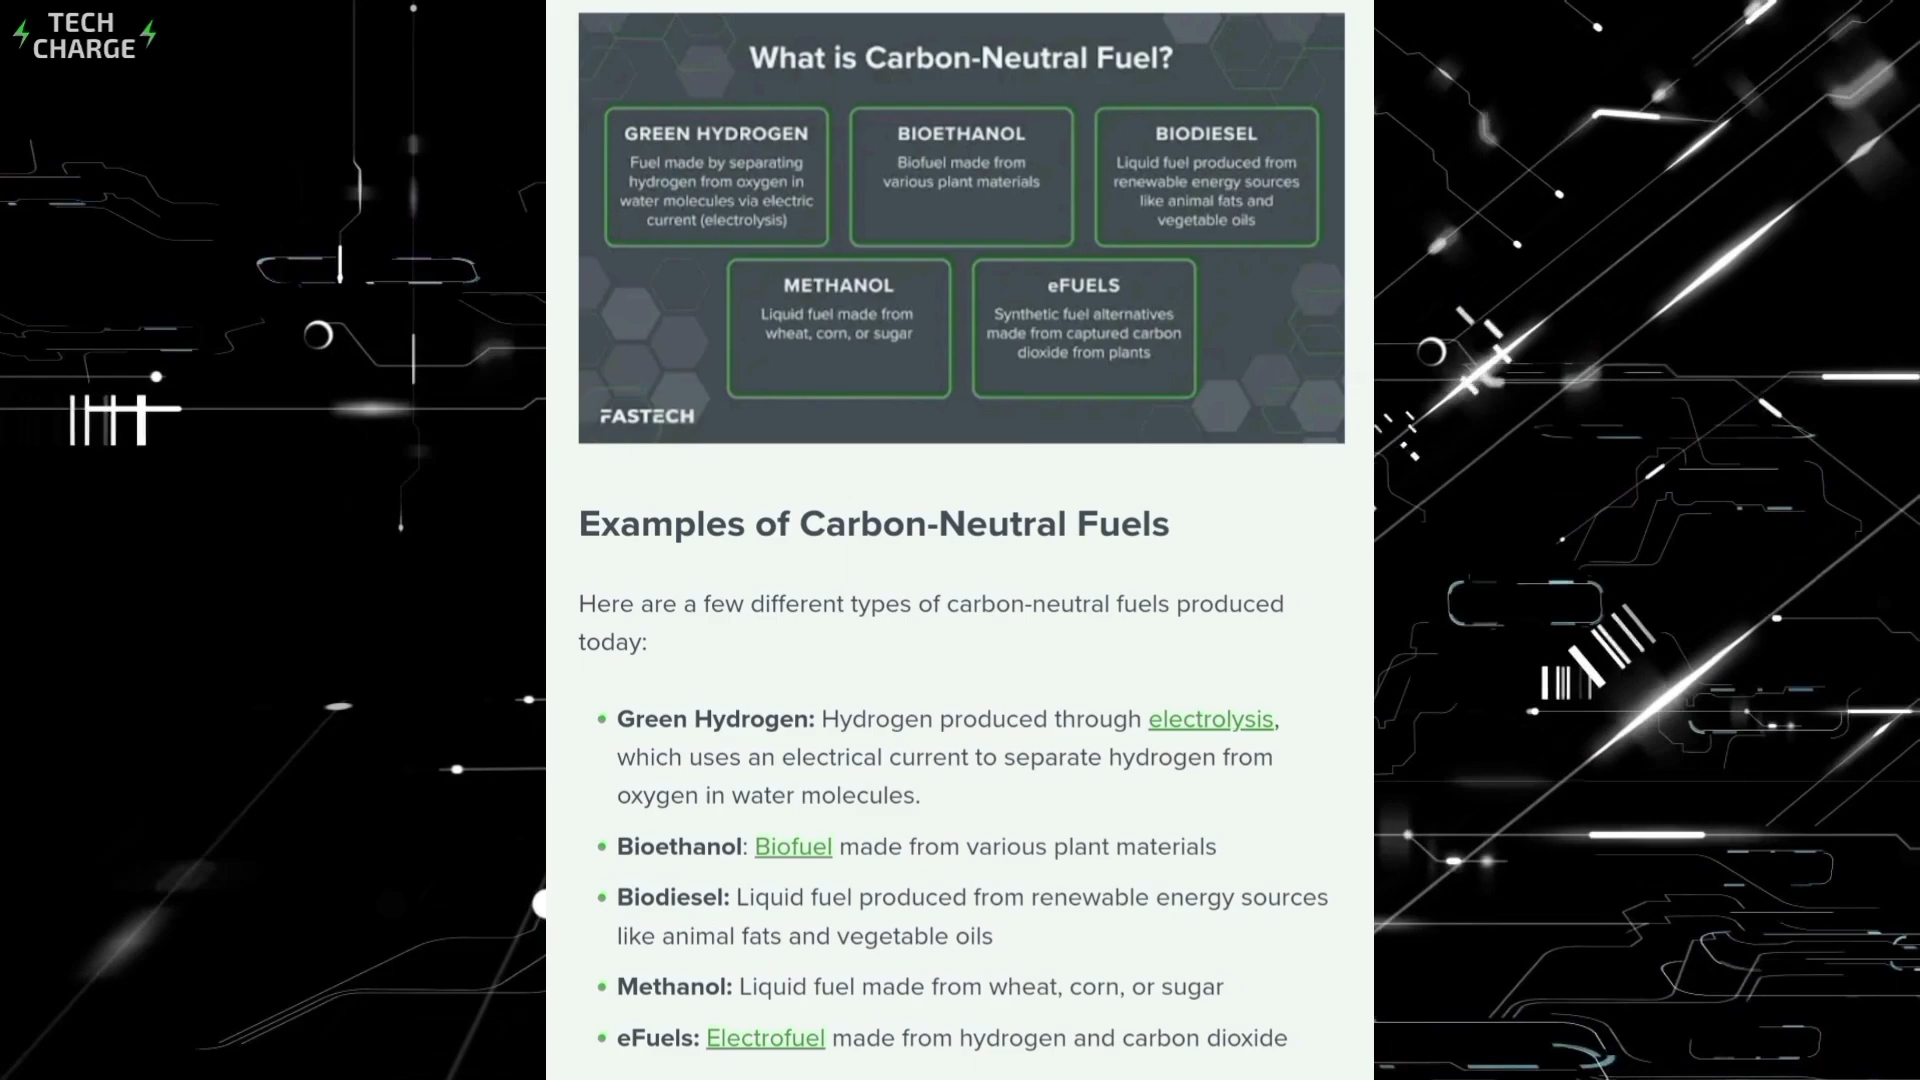 TECH
CHARGE
What is Carbon-Neutral Fuel?
GREEN HYDROGEN
Fuel made by separating
hydrogen from oxygen in
water molecules via electric
current (electrolysis)
BIOETHANOL
Biofuel made from
various plant materials
BIODIESEL
Liquid fuel produced from
renewable energy sources
like animal fats and
vegetable oils
METHANOL
Liquid fuel made from
wheat, corn, or sugar
eFUELS
Synthetic fuel alternatives
made from captured carbon
dioxide from plants
FASTECH
Examples of Carbon-Neutral Fuels
Here are a few different types of carbon-neutral fuels produced
today:
• Green Hydrogen: Hydrogen produced through electrolysis,
which uses an electrical current to separate hydrogen from
oxygen in water molecules.
• Bioethanol: Biofuel made from various plant materials
• Biodiesel: Liquid fuel produced from renewable energy sources
like animal fats and vegetable oils
• Methanol: Liquid fuel made from wheat, corn, or sugar
• eFuels: Electrofuel made from hydrogen and carbon dioxide